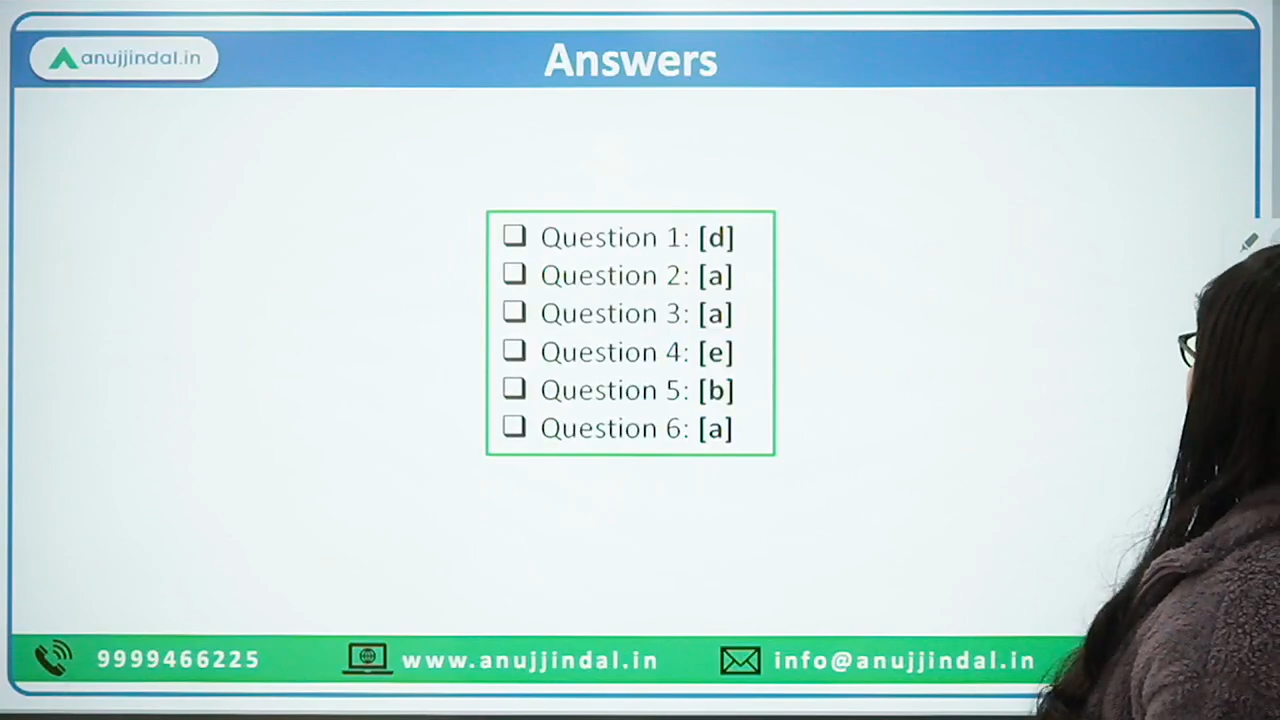 anujjindal.in
Answers
Question 1: [d]
Question 2: [a]
Question 3: [a]
Question 4: [e]
Question 5: [b]
Question 6: [a]
9999466225 www.anujjindal.in info@anujjindal.in